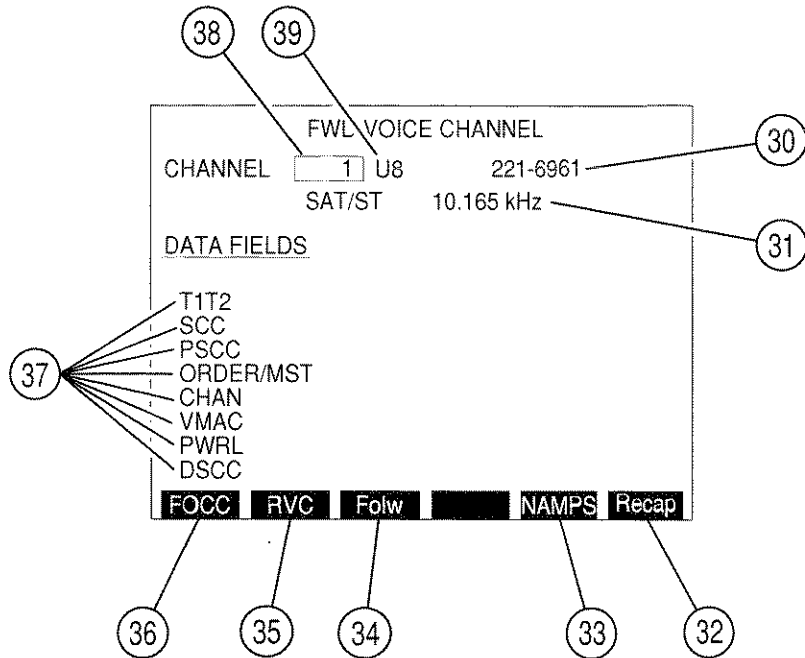 38 39
FWL VOICE CHANNEL
30
CHANNEL 1 U8 221-6961
SAT/ST 10.165 kHz
31
DATA FIELDS
T1T2
SCC
PSCC
37
ORDER/MST
CHAN
VMAC
PWRL
DSCC
FOCC RVC Folw NAMPS Recap
36 35 34 33 32